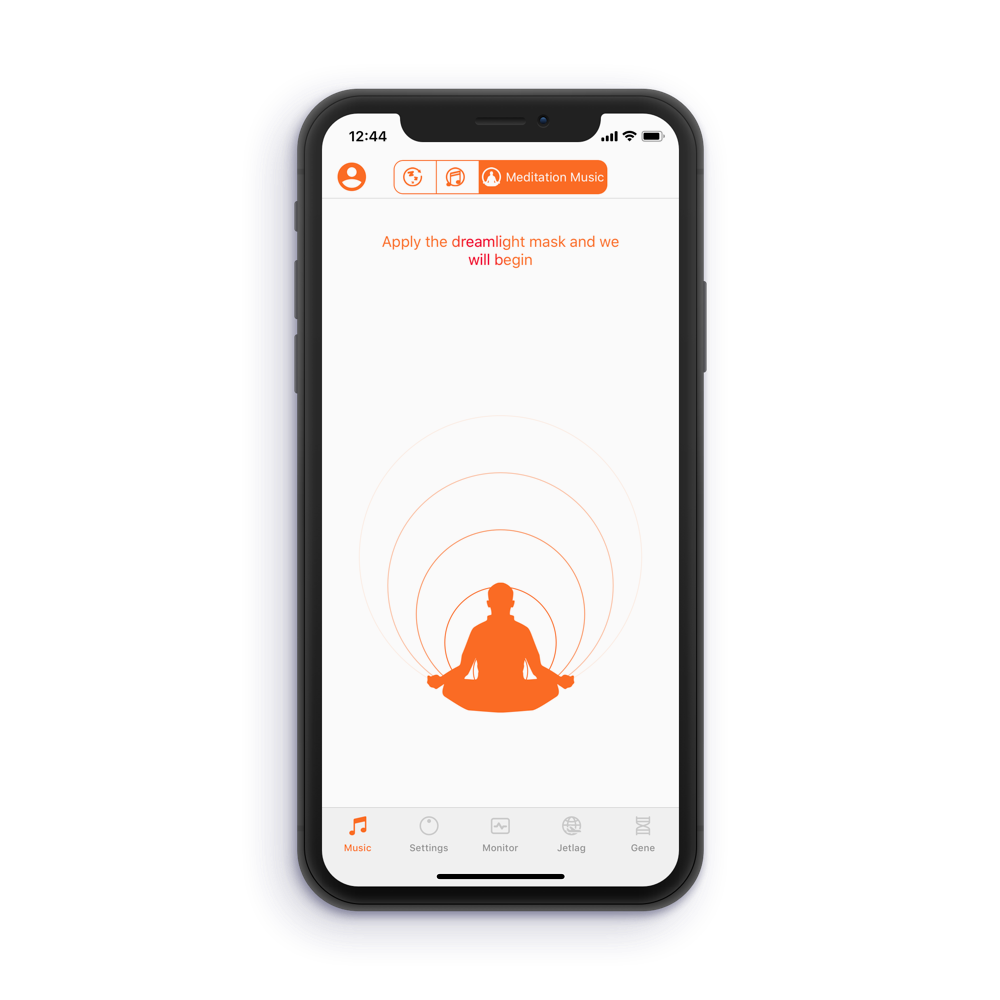 12:44
Meditation Music
Apply the dreamlight mask and we
will begin
Music Settings Monitor Jetlag Gene